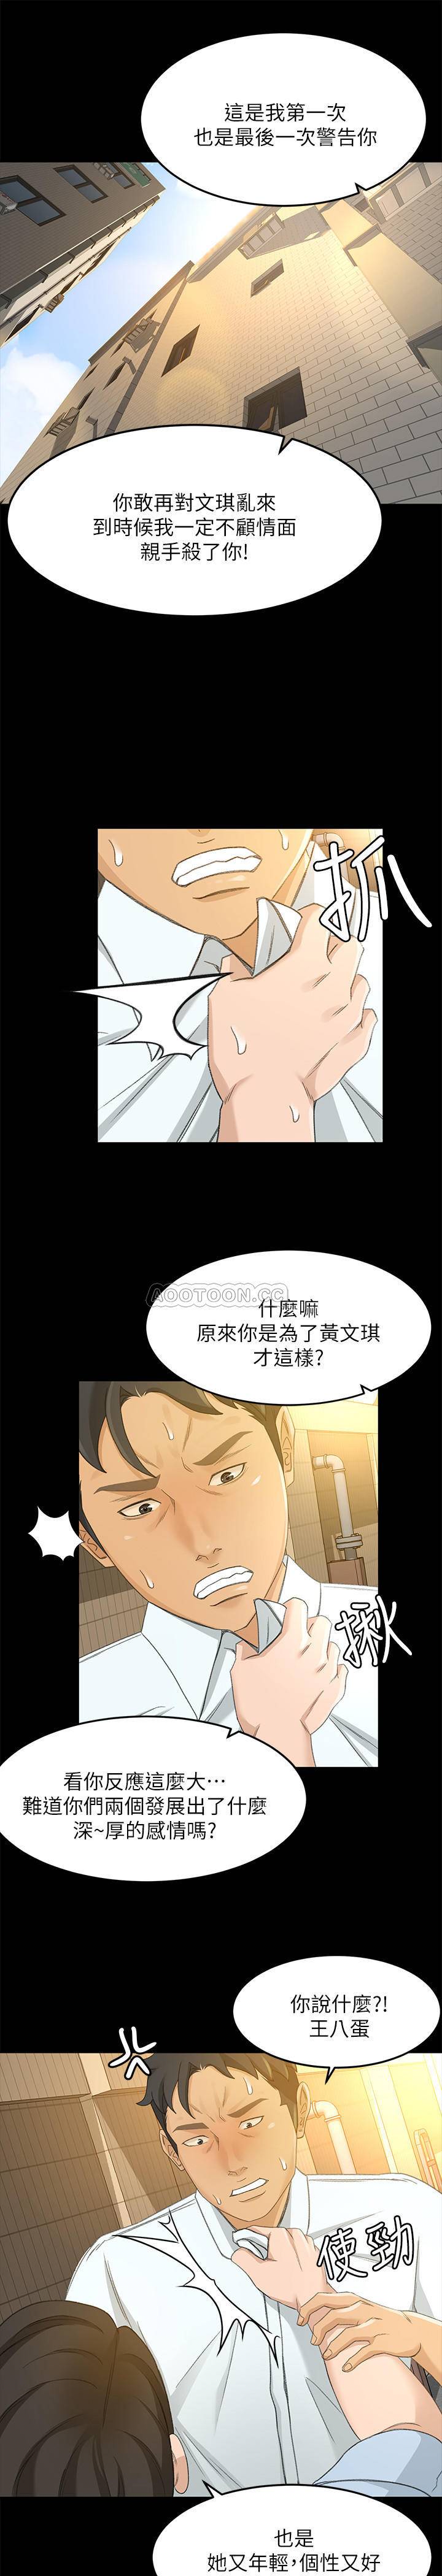 這是我第一次
也是最後一次警告你
你敢再對文琪亂來
到時候我一定不顧情面
親手殺了你!
抓
AOOTOON.CC
什麼嘛
原來你是為了黃文琪
才這樣?
揪
看你反應這麼大⋯
難道你們兩個發展出了什麼
深~厚的感情嗎?
你說什麼?!
王八蛋
使勁
也是
她又年輕,個性又好